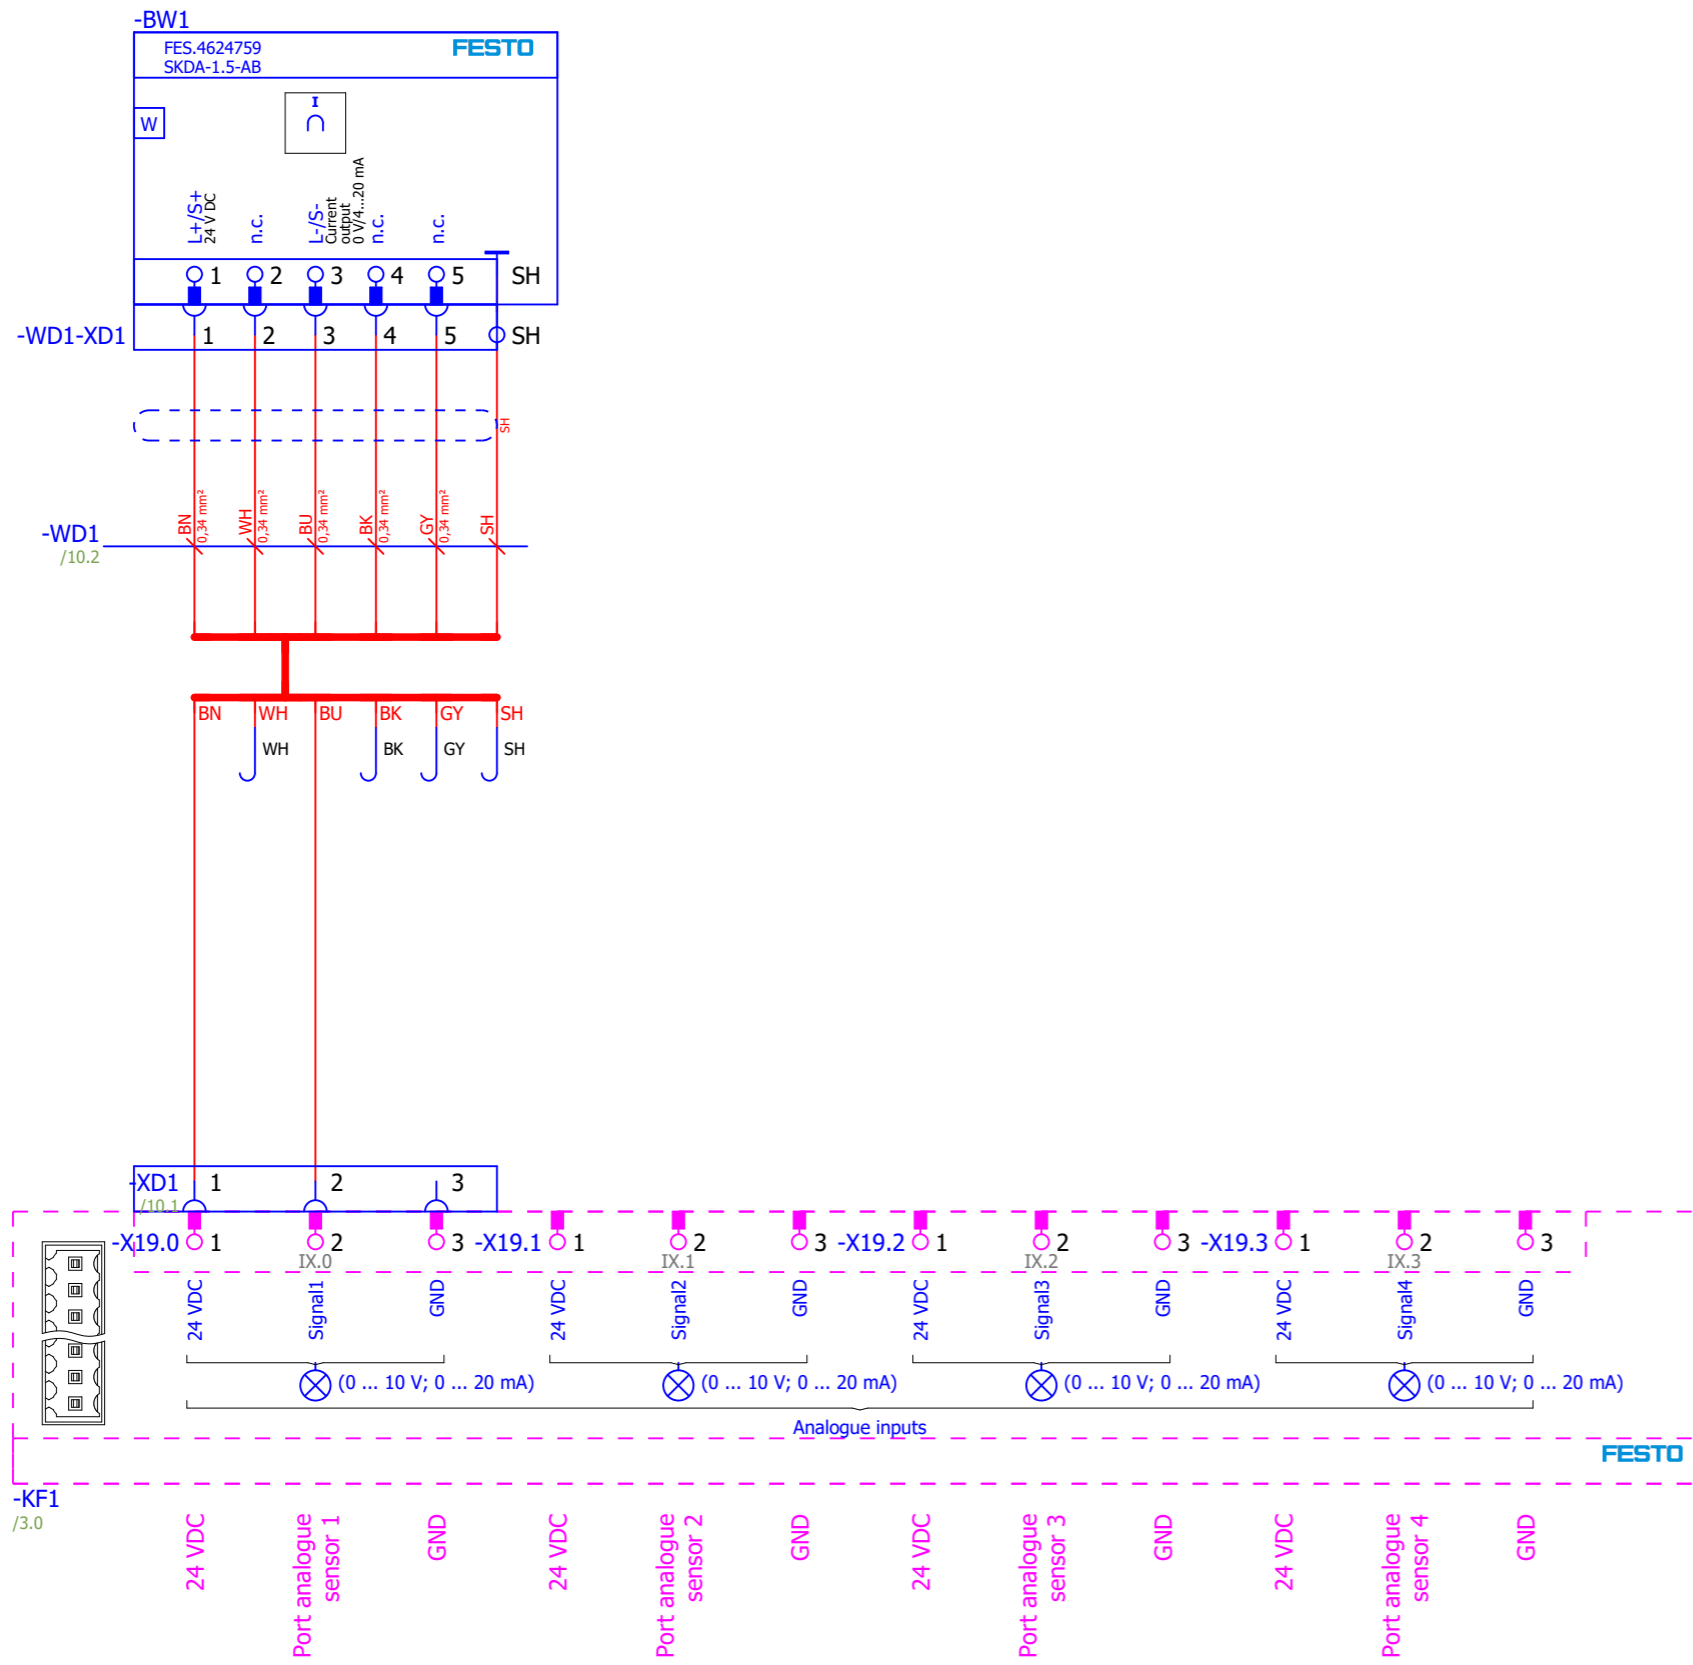 -BW1
FES.4624759
SKDA-1.5-AB
FESTO
W
I
L+/S+
24 V DC
n.c.
L-/S-
Current
output
0 V/4...20 mA
n.c.
n.c.
1 2 3 4 5 SH
-WD1-XD1 1 2 3 4 5 SH
SH
BN 0,34 mm²
WH 0,34 mm²
BU 0,34 mm²
BK 0,34 mm²
GY 0,34 mm²
SH
-WD1
/10.2
BN WH BU BK GY SH
WH BK GY SH
-XD1 1 2 3
/10.1
-X19.0 1 2 3 -X19.1 1 2 3 -X19.2 1 2 3 -X19.3 1 2 3
IX.0 IX.1 IX.2 IX.3
24 VDC
Signal1
GND
24 VDC
Signal2
GND
24 VDC
Signal3
GND
24 VDC
Signal4
GND
(0 ... 10 V; 0 ... 20 mA) (0 ... 10 V; 0 ... 20 mA) (0 ... 10 V; 0 ... 20 mA) (0 ... 10 V; 0 ... 20 mA)
Analogue inputs
FESTO
-KF1
/3.0
24 VDC
Port analogue
sensor 1
GND
24 VDC
Port analogue
sensor 2
GND
24 VDC
Port analogue
sensor 3
GND
24 VDC
Port analogue
sensor 4
GND